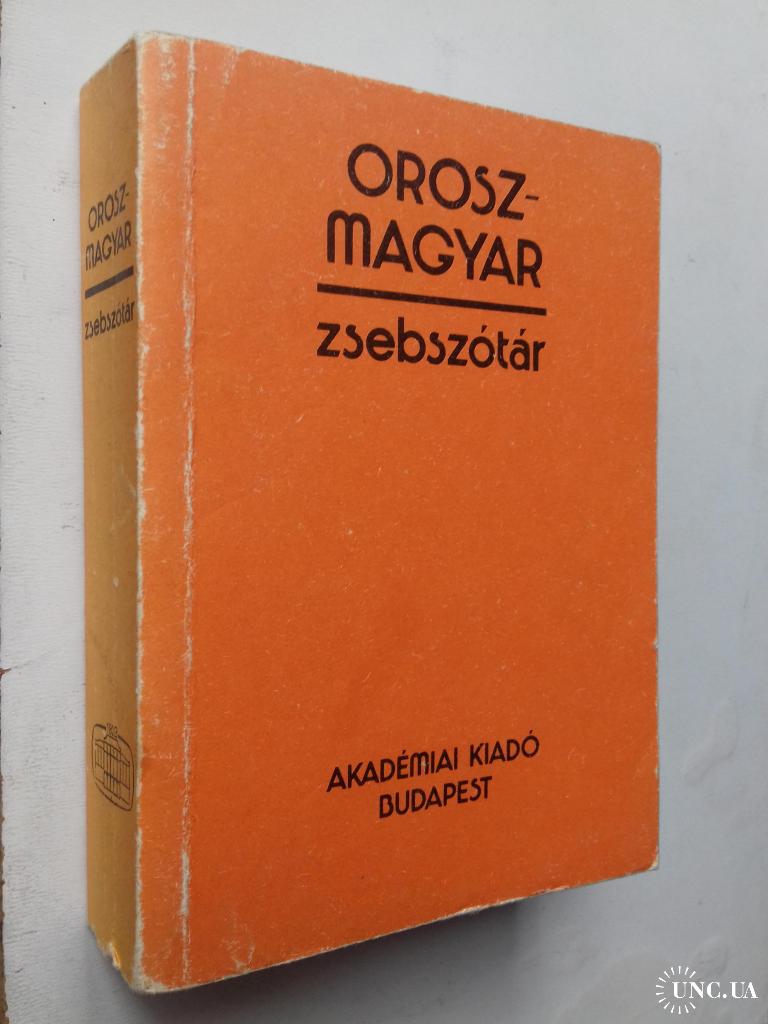 OROSZ-
MAGYAR
zsebszótár
AKADÉMIAI KIADÓ
BUDAPEST
OROSZ-
MAGYAR
zsebszótár
UNC.UA